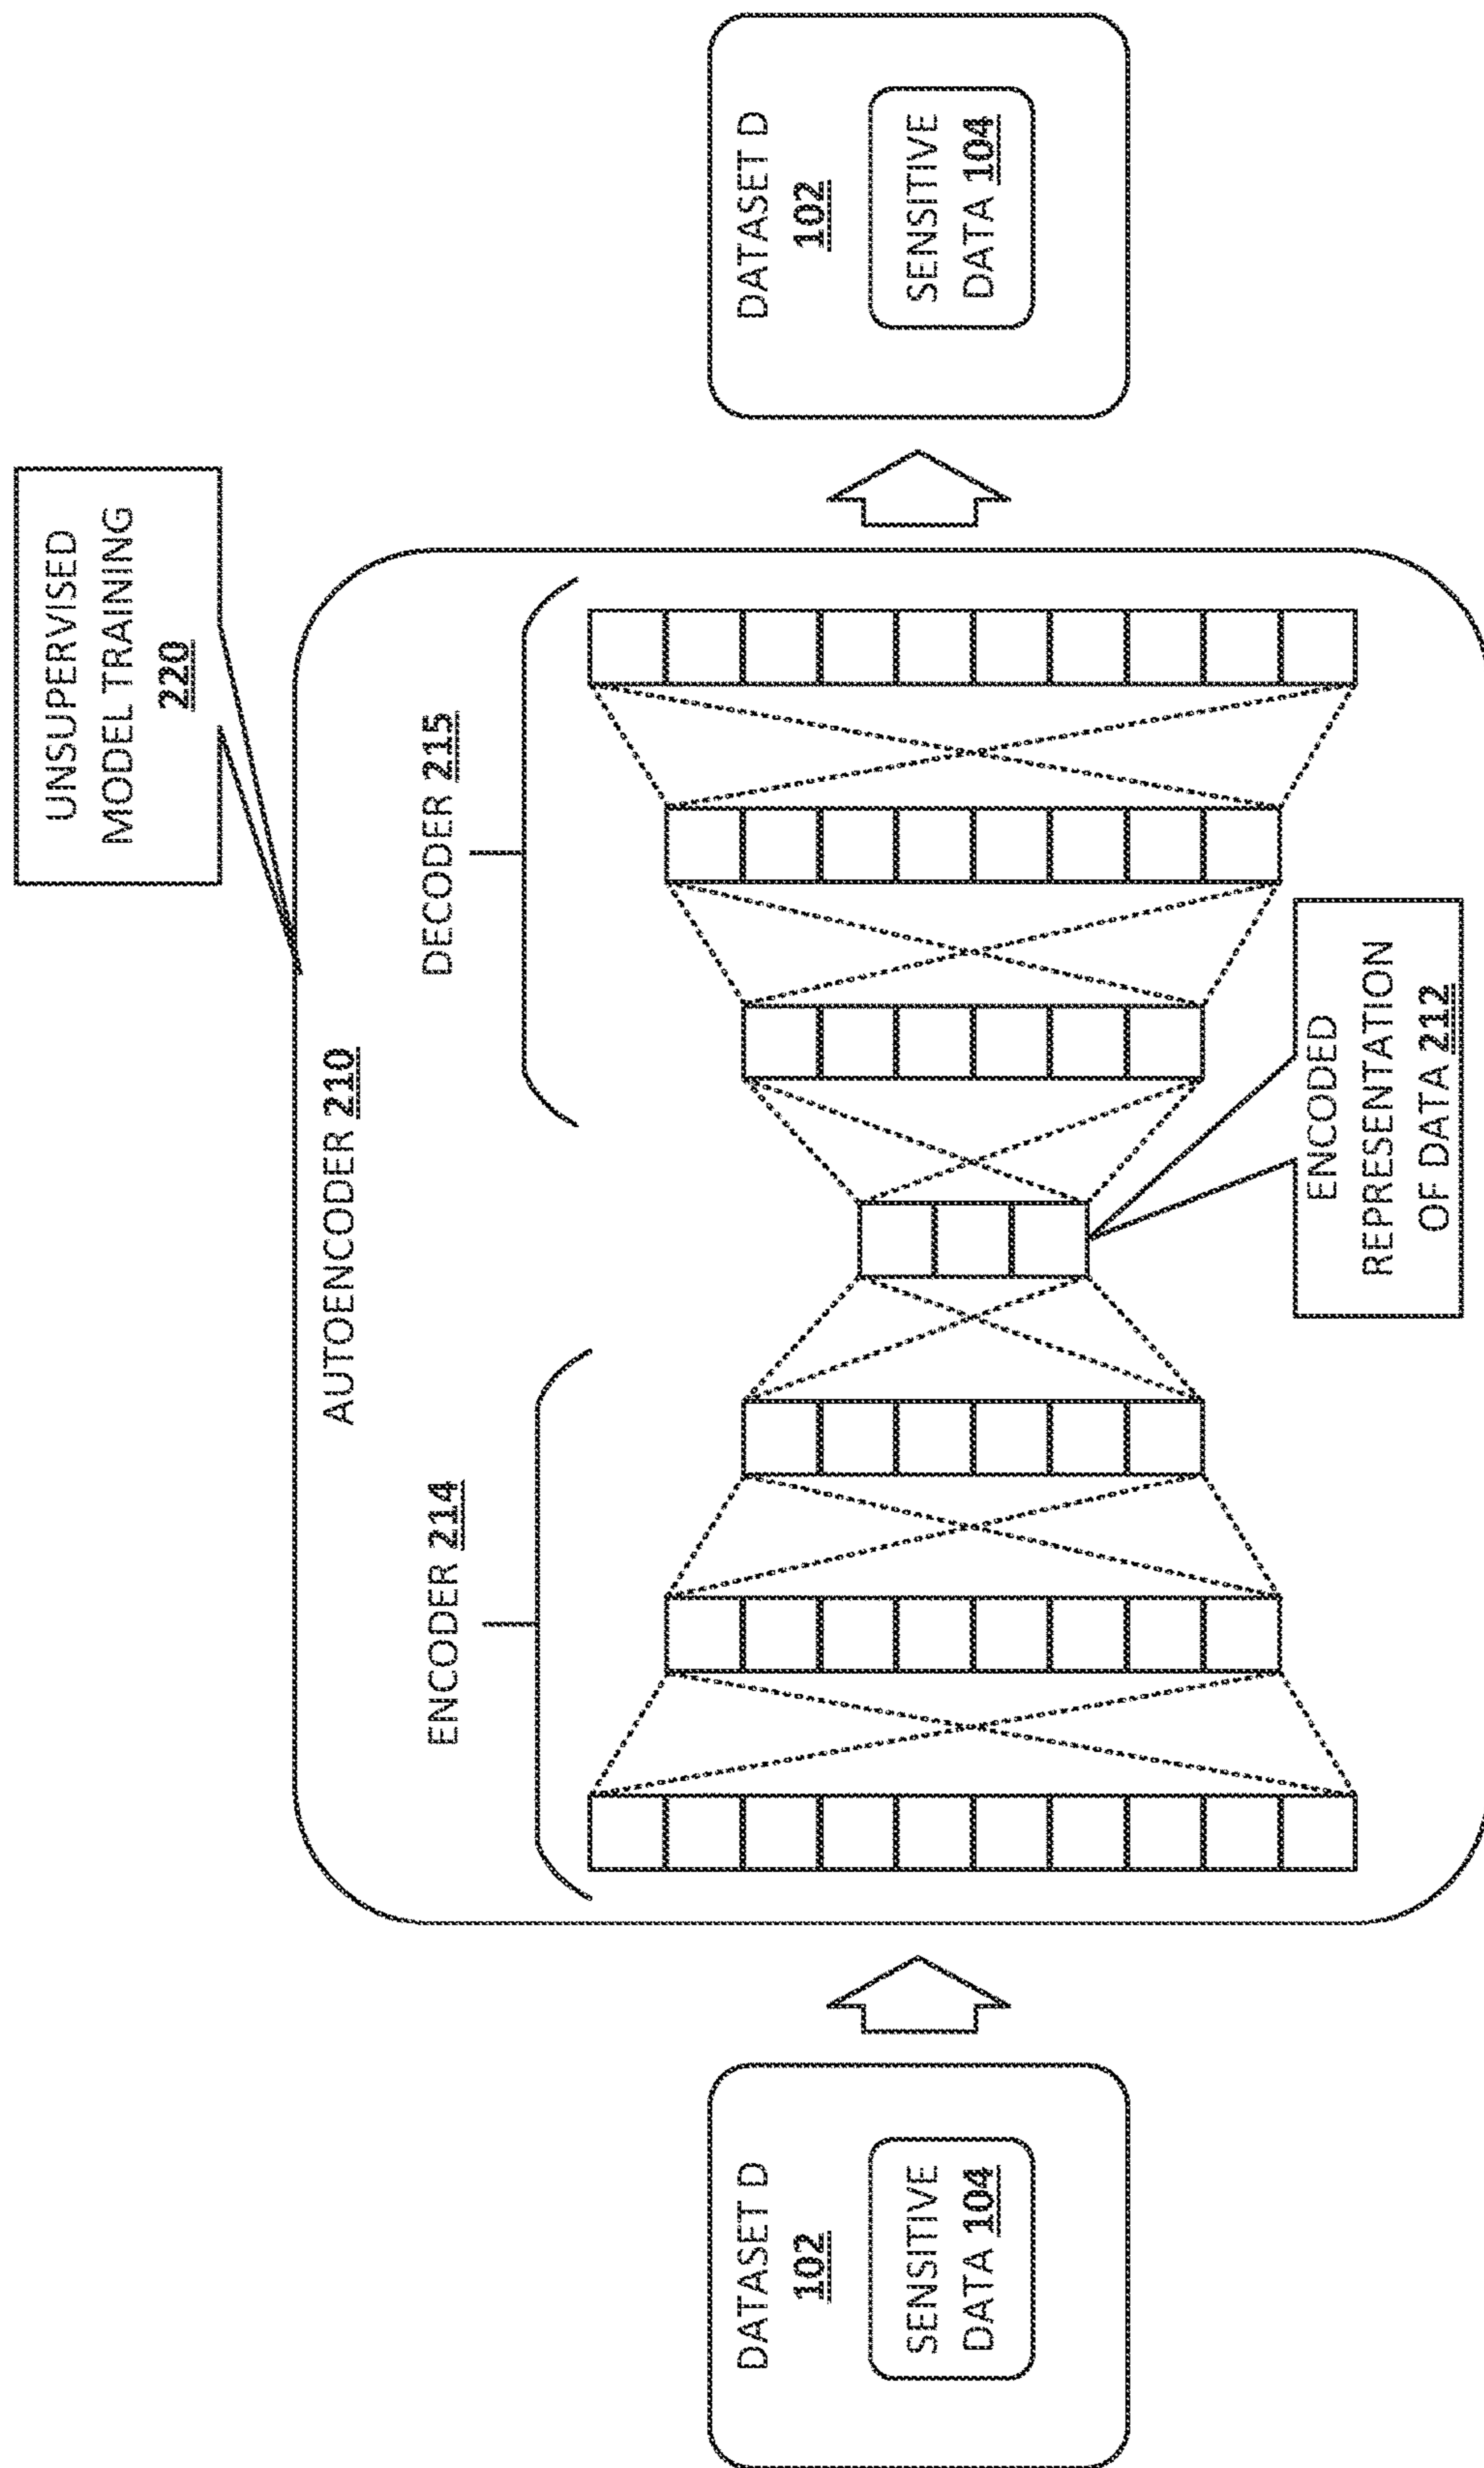 UNSUPERVISED
MODEL TRAINING
220
AUTOENCODER 210
ENCODER 214
DECODER 215
DATASET D
102
SENSITIVE
DATA 104
DATASET D
102
SENSITIVE
DATA 104
ENCODED
REPRESENTATION
OF DATA 212